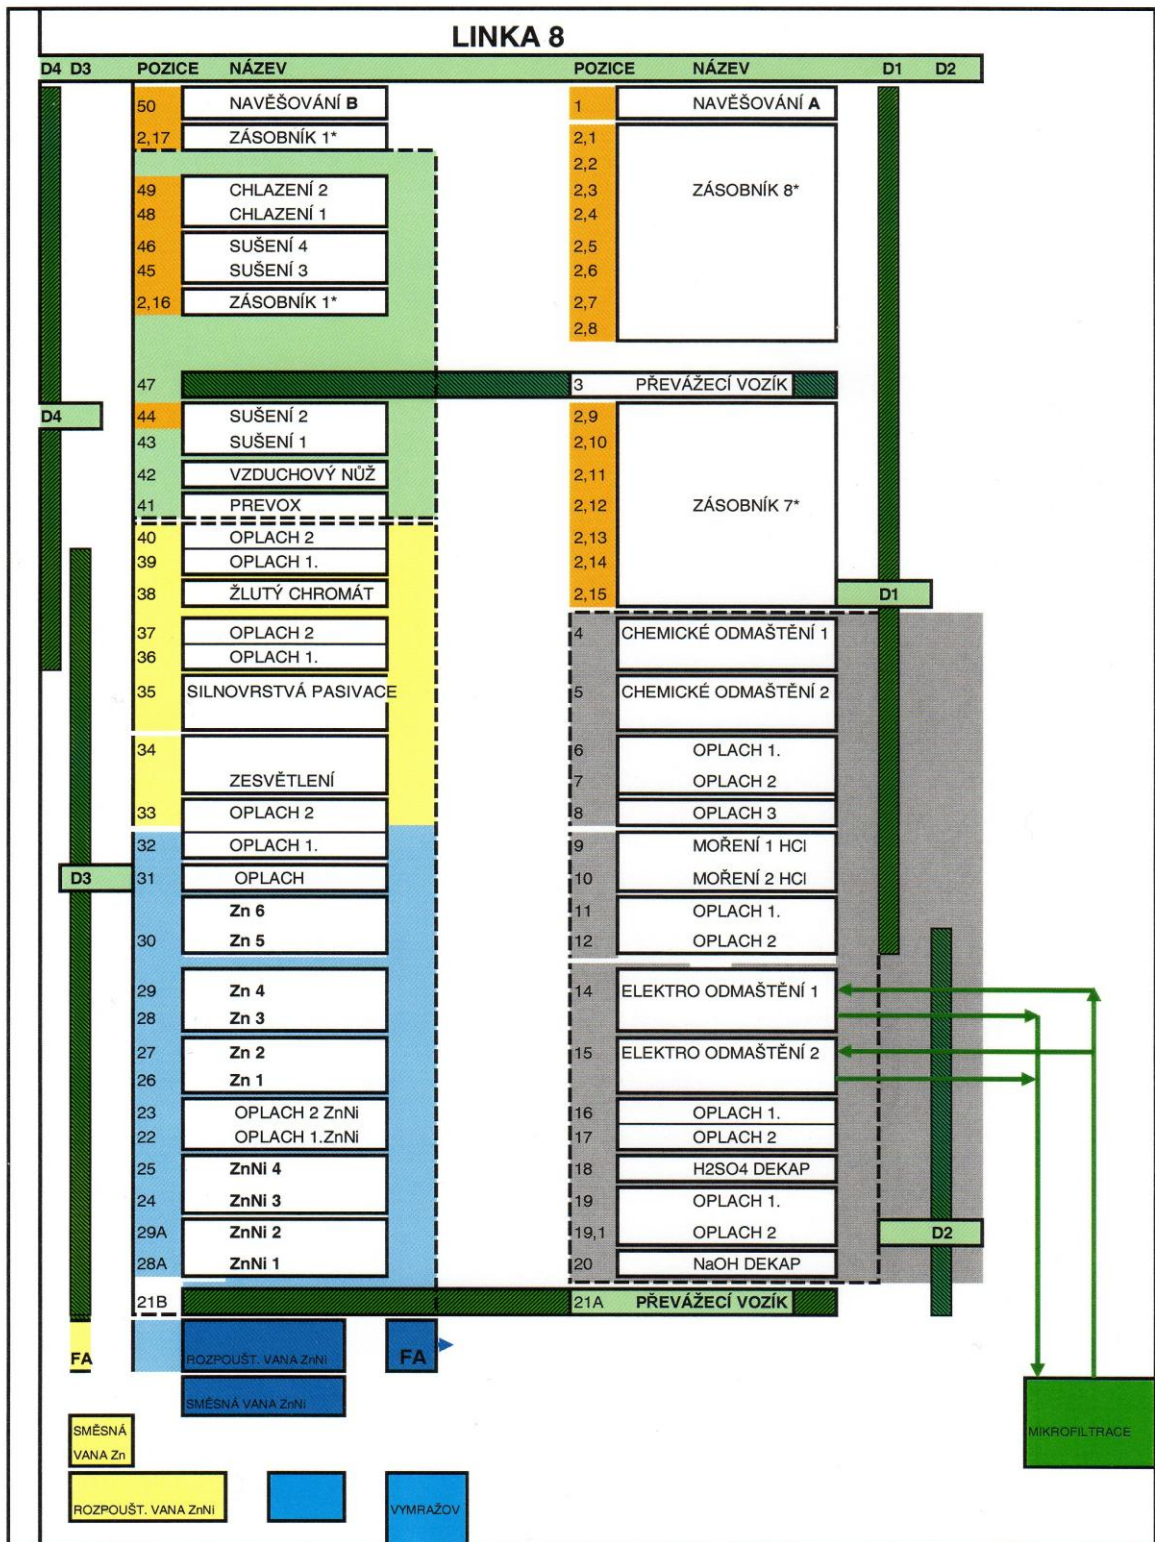 LINKA 8
D4 D3 POZICE NÁZEV POZICE NÁZEV D1 D2
50 NAVĚŠOVÁNÍ B 1 NAVĚŠOVÁNÍ A
2,17 ZÁSOBNÍK 1* 2,1
2,2
49 CHLAZENÍ 2 2,3 ZÁSOBNÍK 8*
48 CHLAZENÍ 1 2,4
46 SUŠENÍ 4 2,5
45 SUŠENÍ 3 2,6
2,16 ZÁSOBNÍK 1* 2,7
2,8
47 3 PŘEVÁŽECÍ VOZÍK
D4 44 SUŠENÍ 2 2,9
43 SUŠENÍ 1 2,10
42 VZDUCHOVÝ NŮŽ 2,11
41 PREVOX 2,12 ZÁSOBNÍK 7*
40 OPLACH 2 2,13
39 OPLACH 1. 2,14
38 ŽLUTÝ CHROMÁT 2,15 D1
37 OPLACH 2 4 CHEMICKÉ ODMAŠTĚNÍ 1
36 OPLACH 1.
35 SILNOVRSTVÁ PASIVACE 5 CHEMICKÉ ODMAŠTĚNÍ 2
34 6 OPLACH 1.
ZESVĚTLENÍ 7 OPLACH 2
33 OPLACH 2 8 OPLACH 3
32 OPLACH 1. 9 MOŘENÍ 1 HCl
D3 31 OPLACH 10 MOŘENÍ 2 HCl
Zn 6 11 OPLACH 1.
30 Zn 5 12 OPLACH 2
29 Zn 4 14 ELEKTRO ODMAŠTĚNÍ 1
28 Zn 3
27 Zn 2 15 ELEKTRO ODMAŠTĚNÍ 2
26 Zn 1
23 OPLACH 2 ZnNi 16 OPLACH 1.
22 OPLACH 1.ZnNi 17 OPLACH 2
25 ZnNi 4 18 H2SO4 DEKAP
24 ZnNi 3 19 OPLACH 1.
29A ZnNi 2 19,1 OPLACH 2 D2
28A ZnNi 1 20 NaOH DEKAP
21B 21A PŘEVÁŽECÍ VOZÍK
FA ROZPOUŠT. VANA ZnNi FA
SMĚSNÁ VANA ZnNi
SMĚSNÁ
VANA Zn
MIKROFILTRACE
ROZPOUŠT. VANA ZnNi VYMRAŽOV